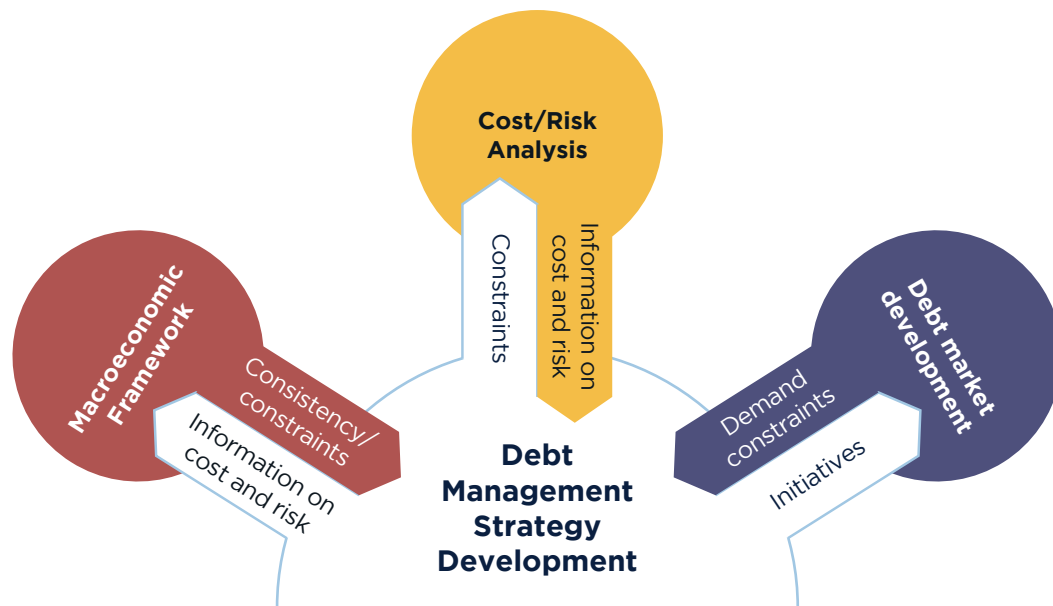 Cost/Risk
Analysis
Constraints
Information on
cost and risk
Macroeconomic
Framework
Consistency/
constraints
Information on
cost and risk
Debt market
development
Demand
constraints
Initiatives
Debt
Management
Strategy
Development